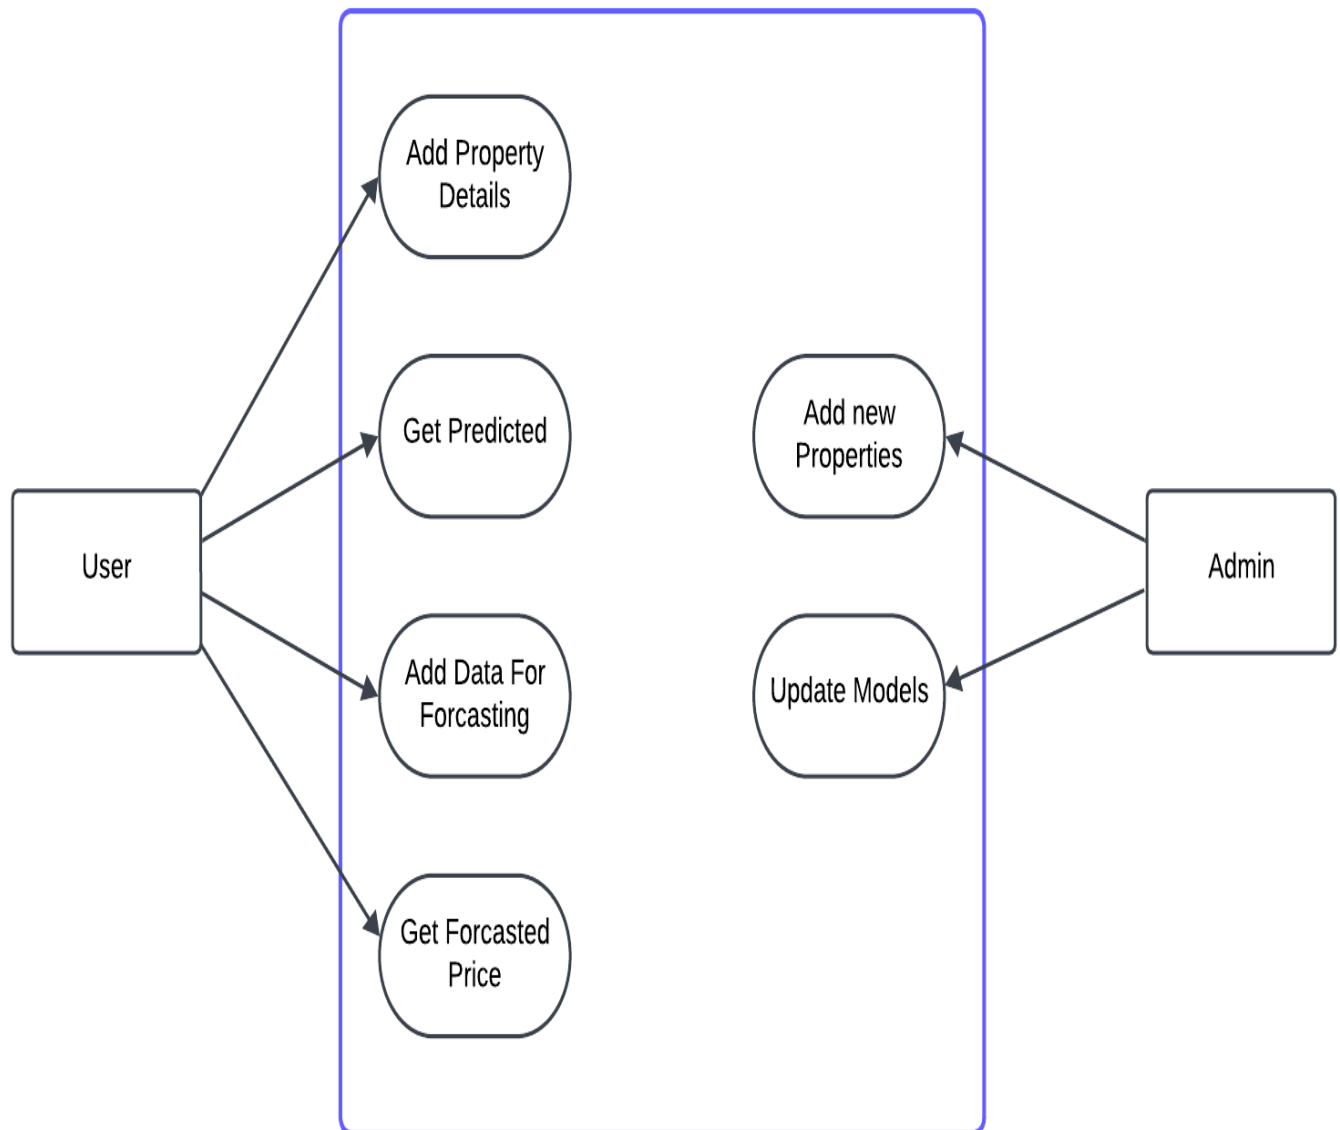 Add Property
Details
Get Predicted
Add new
Properties
User
Admin
Add Data For
Forcasting
Update Models
Get Forcasted
Price